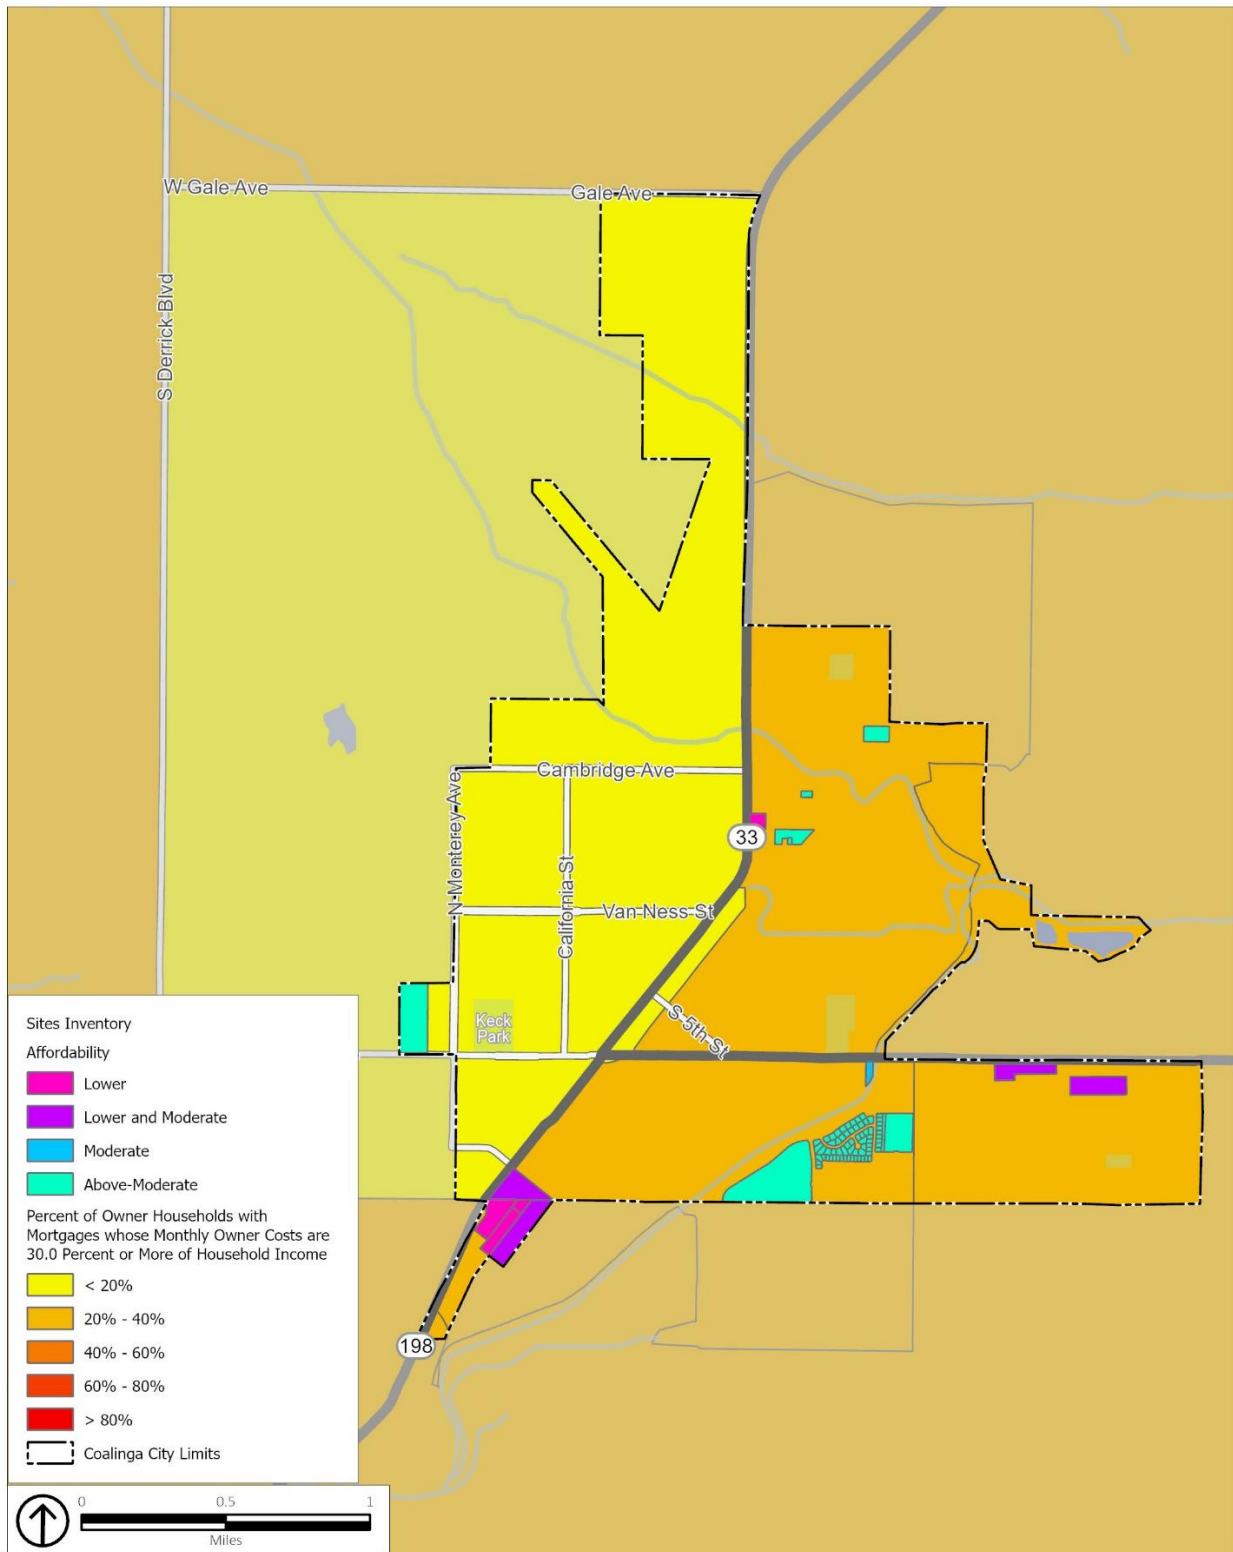 W Gale Ave
Gale Ave
S Derrick Blvd
Cambridge Ave
N Monterey Ave
California St
33
Van Ness St
S 5th St
Keck
Park
198
Sites Inventory
Affordability
Lower
Lower and Moderate
Moderate
Above-Moderate
Percent of Owner Households with
Mortgages whose Monthly Owner Costs are
30.0 Percent or More of Household Income
< 20%
20% - 40%
40% - 60%
60% - 80%
> 80%
Coalinga City Limits
0 0.5 1
Miles